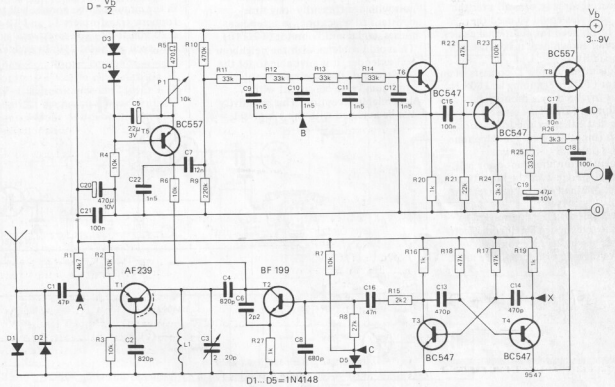 D = Vb/2
Vb
+
3...9V
D3
D4
R5
470Ω
R10
470k
P1
10k
C5
22µ
3V
T5
BC557
R11
33k
R12
33k
R13
33k
R14
33k
C9
1n5
C10
1n5
C11
1n5
C12
1n5
B
T6
BC547
R22
47k
R23
100k
T8
BC557
C15
100n
T7
BC547
C17
10n
D
R26
3k3
R25
33Ω
C18
100n
R4
10k
C7
12n
C22
1n5
R6
10k
R9
220k
C20
470µ
10V
C21
100n
R20
1k
R21
22k
R24
3k3
C19
47µ
10V
0
R1
4k7
R2
10k
AF239
C1
47p
A
T1
C4
820p
BF 199
T2
C6
2p2
R7
10k
R16
1k
R18
47k
R17
47k
R19
1k
C16
47n
R15
2k2
C13
470p
C14
470p
X
D1
D2
R3
10k
C2
820p
L1
C3
2...20p
R27
1k
C8
680p
R8
27k
C
D5
T3
BC547
T4
BC547
D1...D5=1N4148
9547